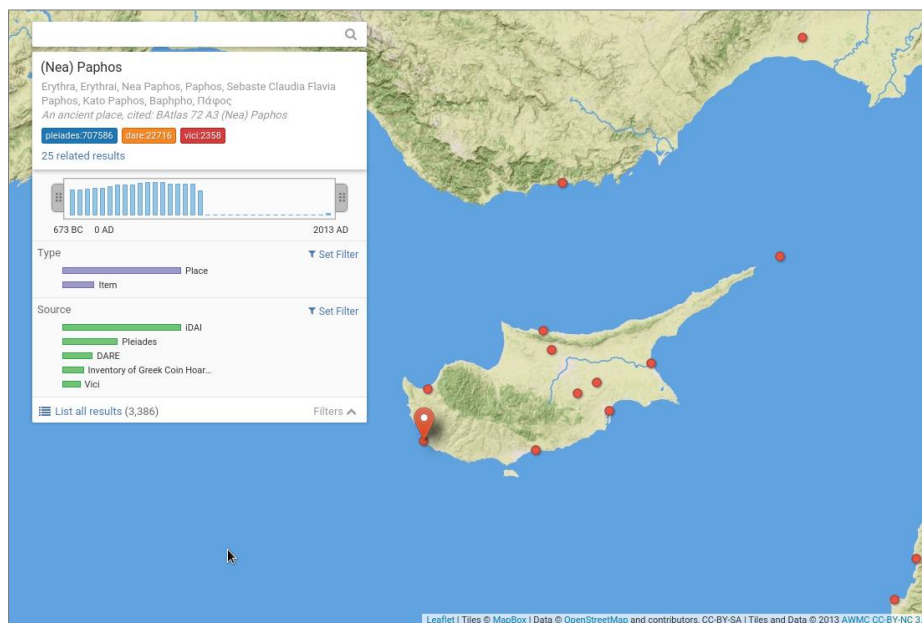 (Nea) Paphos
Erythra, Erythrai, Nea Paphos, Paphos, Sebaste Claudia Flavia
Paphos, Kato Paphos, Baphpho, Πάφος
An ancient place, cited: BAtlas 72 A3 (Nea) Paphos
pleiades:707586 dare:22716 vici:2358
25 related results
673 BC 0 AD 2013 AD
Type Set Filter
Place
Item
Source Set Filter
iDAI
Pleiades
DARE
Inventory of Greek Coin Hoar...
Vici
List all results (3,386) Filters
Leaflet | Tiles © MapBox | Data © OpenStreetMap and contributors, CC-BY-SA | Tiles and Data © 2013 AWMC CC-BY-NC 3.